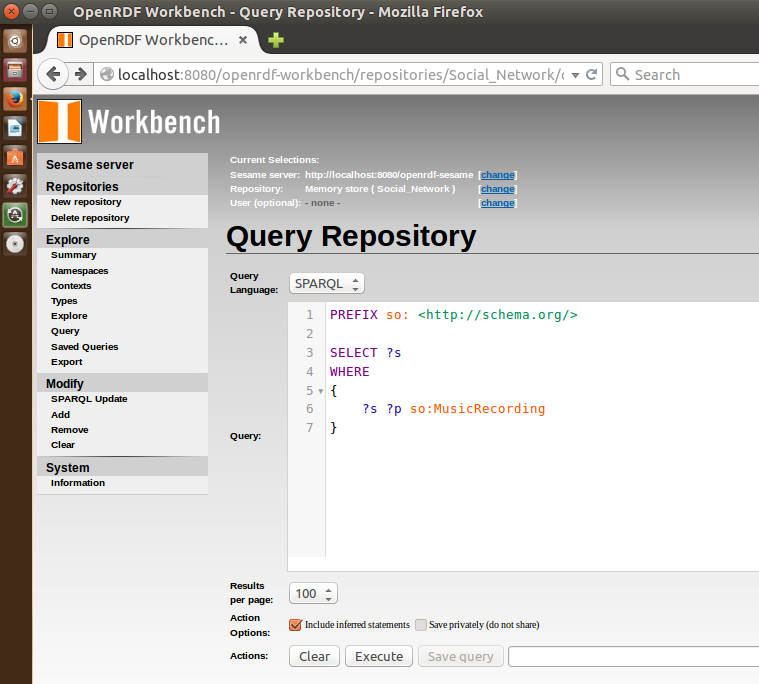 OpenRDF Workbench - Query Repository - Mozilla Firefox
OpenRDF Workbenc... ×
localhost:8080/openrdf-workbench/repositories/Social_Network/
Search
Workbench
Sesame server
Repositories
New repository
Delete repository
Explore
Summary
Namespaces
Contexts
Types
Explore
Query
Saved Queries
Export
Modify
SPARQL Update
Add
Remove
Clear
System
Information
Current Selections:
Sesame server: http://localhost:8080/openrdf-sesame [change]
Repository: Memory store ( Social_Network ) [change]
User (optional): - none - [change]
Query Repository
Query Language: SPARQL
Query:
1 PREFIX so: <http://schema.org/>
2
3 SELECT ?s
4 WHERE
5 {
6 ?s ?p so:MusicRecording
7 }
Results per page: 100
Action Options: Include inferred statements Save privately (do not share)
Actions: Clear Execute Save query